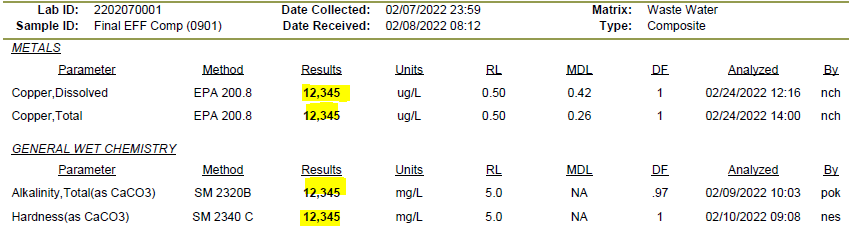 Lab ID: 2202070001 Date Collected: 02/07/2022 23:59 Matrix: Waste Water
Sample ID: Final EFF Comp (0901) Date Received: 02/08/2022 08:12 Type: Composite
METALS
Parameter Method Results Units RL MDL DF Analyzed By
Copper,Dissolved EPA 200.8 12,345 ug/L 0.50 0.42 1 02/24/2022 12:16 nch
Copper,Total EPA 200.8 12,345 ug/L 0.50 0.26 1 02/24/2022 14:00 nch
GENERAL WET CHEMISTRY
Parameter Method Results Units RL MDL DF Analyzed By
Alkalinity,Total(as CaCO3) SM 2320B 12,345 mg/L 5.0 NA .97 02/09/2022 10:03 pok
Hardness(as CaCO3) SM 2340 C 12,345 mg/L 5.0 NA 1 02/10/2022 09:08 nes